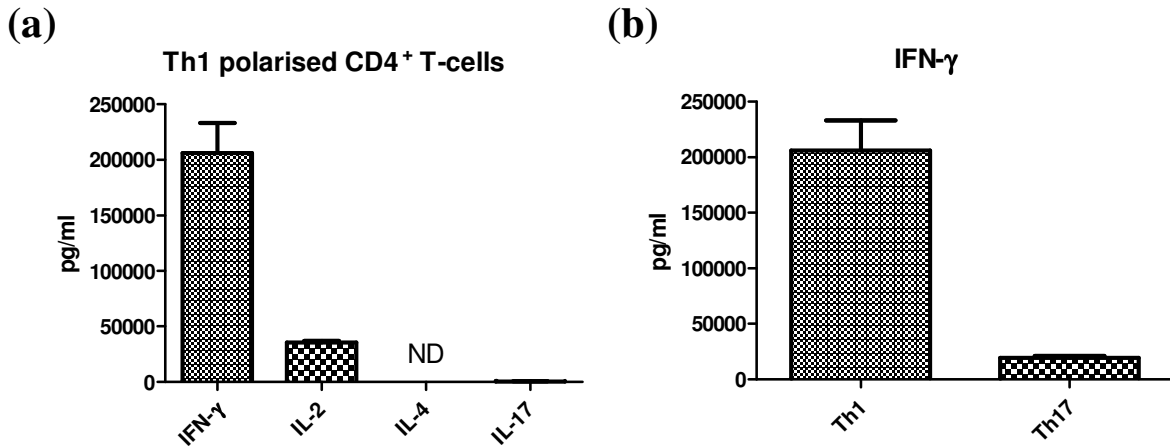 (a)
Th1 polarised CD4⁺ T-cells
250000
200000
150000
100000
50000
0
pg/ml
ND
IFN-γ
IL-2
IL-4
IL-17
(b)
IFN-γ
250000
200000
150000
100000
50000
0
pg/ml
Th1
Th17